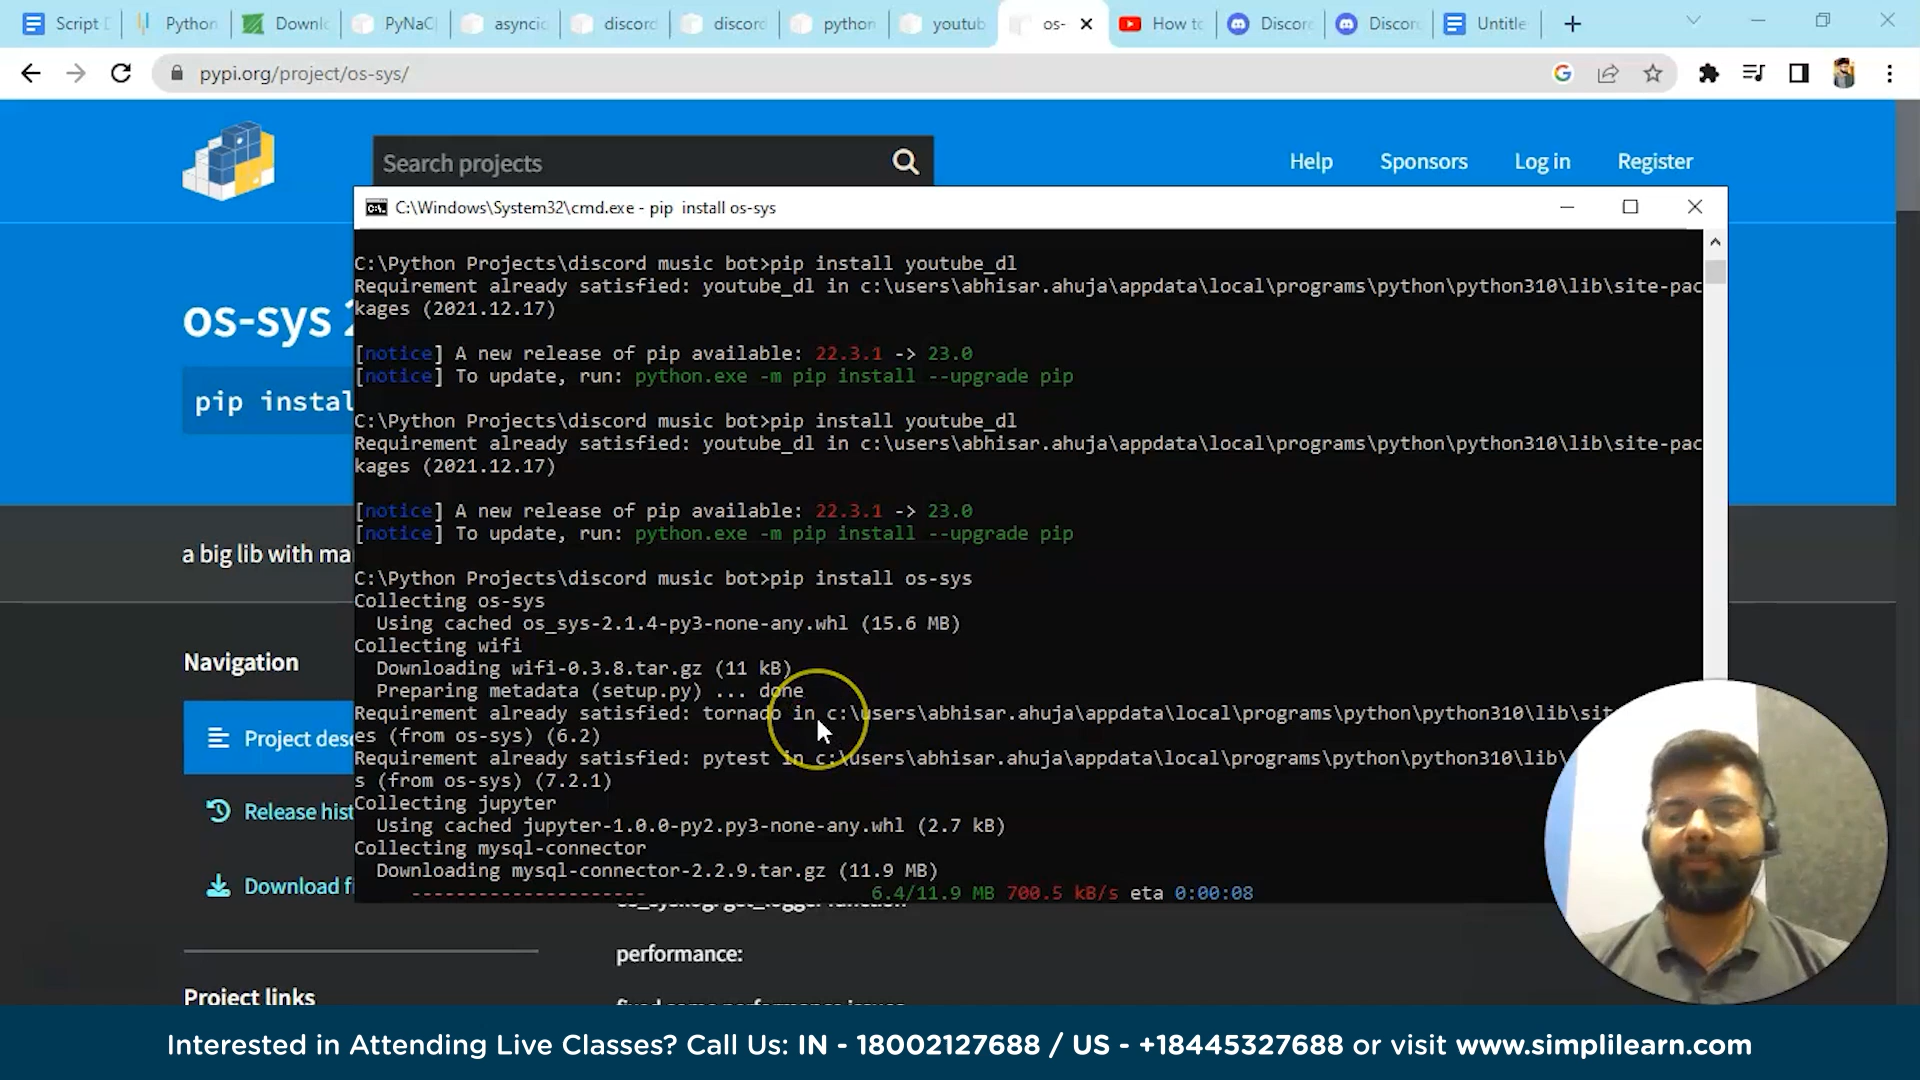 Script D
Python
Downl
PyNaC
asyncio
discord
discord
python
youtub
os-
How to
Discor
Discor
Untitle
pypi.org/project/os-sys/
Search projects
Help
Sponsors
Log in
Register
C:\Windows\System32\cmd.exe - pip  install os-sys
os-sys 2
pip instal
a big lib with ma
Navigation
Project desc
Release hist
Download fi
Project links
C:\Python Projects\discord music bot>pip install youtube_dl
Requirement already satisfied: youtube_dl in c:\users\abhisar.ahuja\appdata\local\programs\python\python310\lib\site-pac
kages (2021.12.17)
[notice] A new release of pip available: 22.3.1 -> 23.0
[notice] To update, run: python.exe -m pip install --upgrade pip
C:\Python Projects\discord music bot>pip install youtube_dl
Requirement already satisfied: youtube_dl in c:\users\abhisar.ahuja\appdata\local\programs\python\python310\lib\site-pac
kages (2021.12.17)
[notice] A new release of pip available: 22.3.1 -> 23.0
[notice] To update, run: python.exe -m pip install --upgrade pip
C:\Python Projects\discord music bot>pip install os-sys
Collecting os-sys
Using cached os_sys-2.1.4-py3-none-any.whl (15.6 MB)
Collecting wifi
Downloading wifi-0.3.8.tar.gz (11 kB)
Preparing metadata (setup.py) ... done
Requirement already satisfied: tornado in c:\users\abhisar.ahuja\appdata\local\programs\python\python310\lib\sit
es (from os-sys) (6.2)
Requirement already satisfied: pytest in c:\users\abhisar.ahuja\appdata\local\programs\python\python310\lib\
s (from os-sys) (7.2.1)
Collecting jupyter
Using cached jupyter-1.0.0-py2.py3-none-any.whl (2.7 kB)
Collecting mysql-connector
Downloading mysql-connector-2.2.9.tar.gz (11.9 MB)
---------------------- 6.4/11.9 MB 700.5 kB/s eta 0:00:08
performance:
Interested in Attending Live Classes? Call Us: IN - 18002127688 / US - +18445327688 or visit www.simplilearn.com